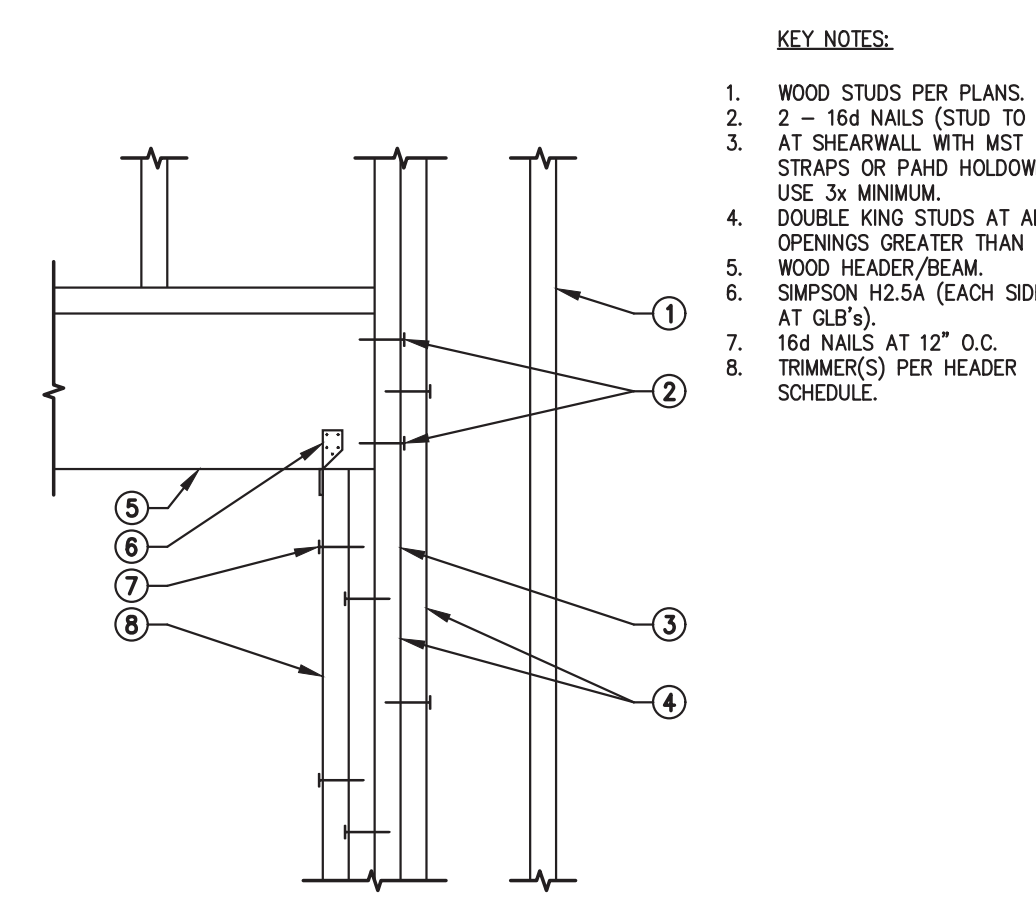 KEY NOTES:
1. WOOD STUDS PER PLANS.
2. 2 – 16d NAILS (STUD TO
3. AT SHEARWALL WITH MST
STRAPS OR PAHD
USE 3x MINIMUM.
4. DOUBLE KING STUDS AT
OPENINGS GREATER THAN
5. WOOD HEADER/BEAM.
6. SIMPSON H2.5A (EACH
AT GLB's).
7. 16d NAILS AT 12" O.C.
8. TRIMMER(S) PER HEADER
SCHEDULE.
1
2
5
6
7
8
3
4